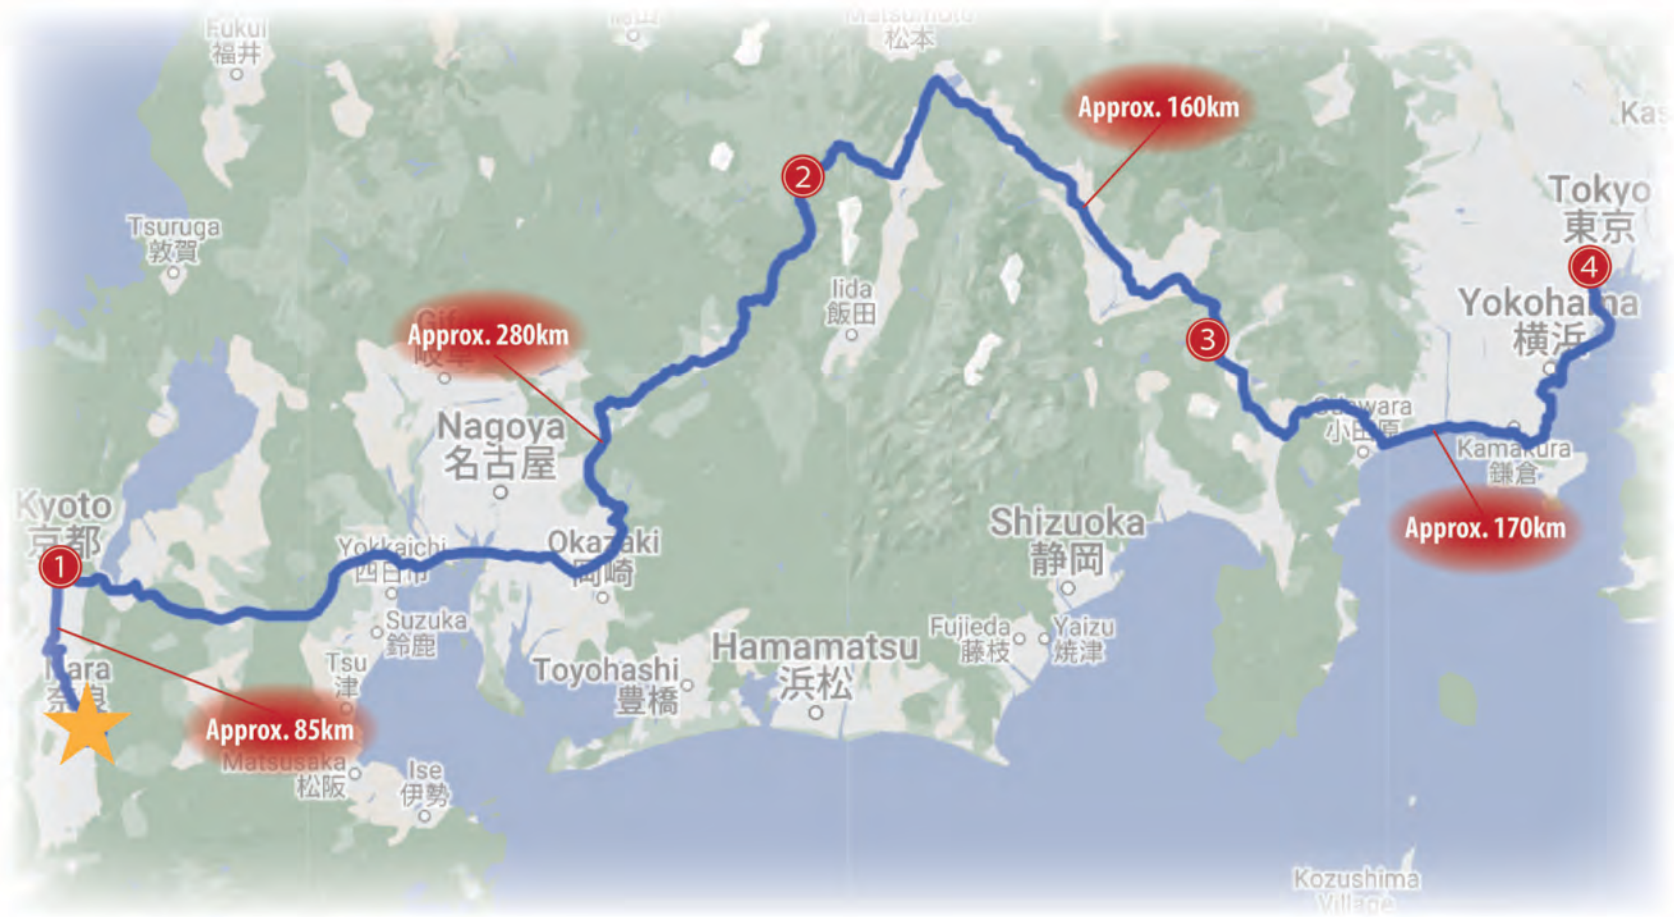 Fukui
福井
Matsumoto
松本
Approx. 160km
Tokyo
東京
4
2
Tsuruga
敦賀
Iida
飯田
Yokohama
横浜
3
Approx. 280km
Nagoya
名古屋
Odawara
小田原
Kamakura
鎌倉
Kyoto
京都
1
Shizuoka
静岡
Approx. 170km
Yokkaichi
四日市
Okazaki
岡崎
Suzuka
鈴鹿
Fujieda
藤枝
Yaizu
焼津
Hamamatsu
浜松
Toyohashi
豊橋
Tsu
津
Nara
奈良
Approx. 85km
Matsusaka
松阪
Ise
伊勢
Kozushima
Village